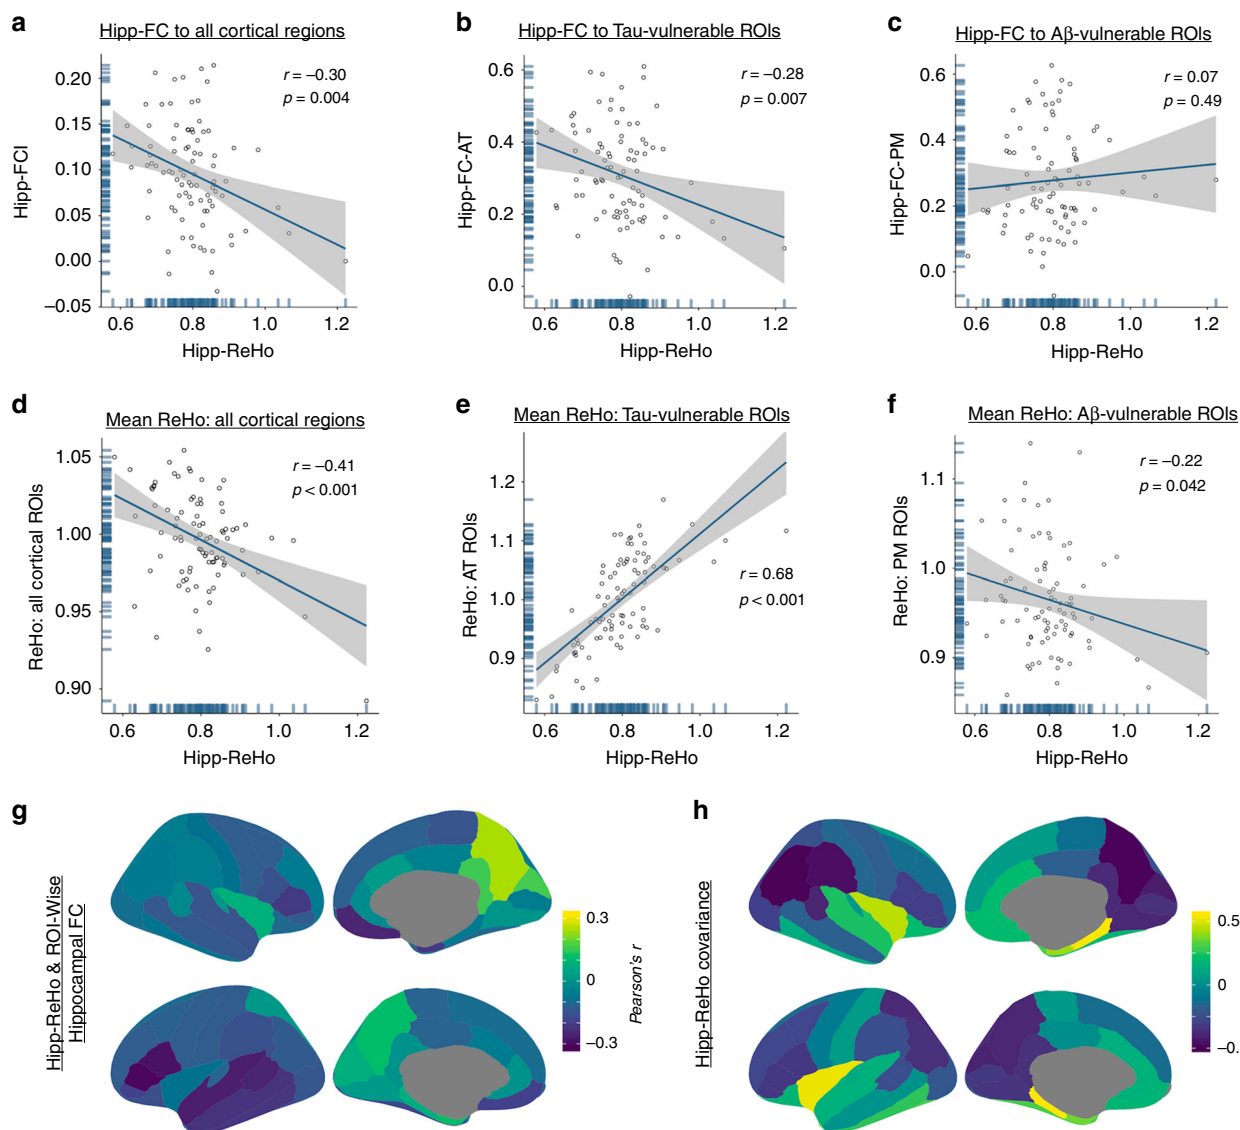 a
Hipp-FC to all cortical regions
r = –0.30
p = 0.004
Hipp-FCI
0.20
0.15
0.10
0.05
0.00
–0.05
0.6 0.8 1.0 1.2
Hipp-ReHo
b
Hipp-FC to Tau-vulnerable ROIs
r = –0.28
p = 0.007
Hipp-FC-AT
0.6
0.4
0.2
0.0
0.6 0.8 1.0 1.2
Hipp-ReHo
c
Hipp-FC to Aβ-vulnerable ROIs
r = 0.07
p = 0.49
Hipp-FC-PM
0.6
0.4
0.2
0.0
0.6 0.8 1.0 1.2
Hipp-ReHo
d
Mean ReHo: all cortical regions
r = –0.41
p < 0.001
ReHo: all cortical ROIs
1.05
1.00
0.95
0.90
0.6 0.8 1.0 1.2
Hipp-ReHo
e
Mean ReHo: Tau-vulnerable ROIs
r = 0.68
p < 0.001
ReHo: AT ROIs
1.2
1.1
1.0
0.9
0.6 0.8 1.0 1.2
Hipp-ReHo
f
Mean ReHo: Aβ-vulnerable ROIs
r = –0.22
p = 0.042
ReHo: PM ROIs
1.1
1.0
0.9
0.6 0.8 1.0 1.2
Hipp-ReHo
g
Hipp-ReHo & ROI-Wise
Hippocampal FC
0.3
0
–0.3
Pearson's r
h
Hipp-ReHo covariance
0.5
0
–0.